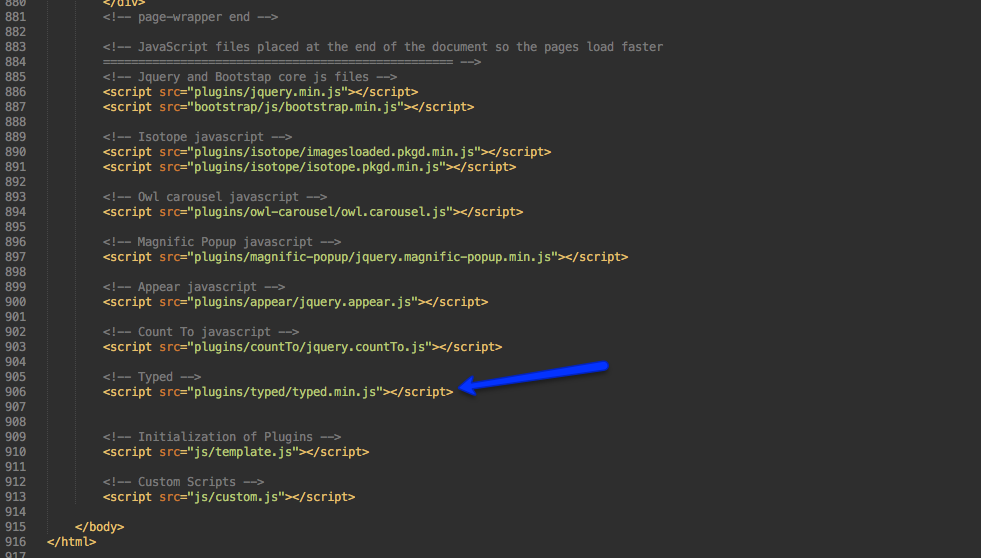 880 </div>
881 <!-- page-wrapper end -->
882
883 <!-- JavaScript files placed at the end of the document so the pages load faster
884 ================================================== -->
885 <!-- Jquery and Bootstap core js files -->
886 <script src="plugins/jquery.min.js"></script>
887 <script src="bootstrap/js/bootstrap.min.js"></script>
888
889 <!-- Isotope javascript -->
890 <script src="plugins/isotope/imagesloaded.pkgd.min.js"></script>
891 <script src="plugins/isotope/isotope.pkgd.min.js"></script>
892
893 <!-- Owl carousel javascript -->
894 <script src="plugins/owl-carousel/owl.carousel.js"></script>
895
896 <!-- Magnific Popup javascript -->
897 <script src="plugins/magnific-popup/jquery.magnific-popup.min.js"></script>
898
899 <!-- Appear javascript -->
900 <script src="plugins/appear/jquery.appear.js"></script>
901
902 <!-- Count To javascript -->
903 <script src="plugins/countTo/jquery.countTo.js"></script>
904
905 <!-- Typed -->
906 <script src="plugins/typed/typed.min.js"></script>
907
908
909 <!-- Initialization of Plugins -->
910 <script src="js/template.js"></script>
911
912 <!-- Custom Scripts -->
913 <script src="js/custom.js"></script>
914
915 </body>
916 </html>
917